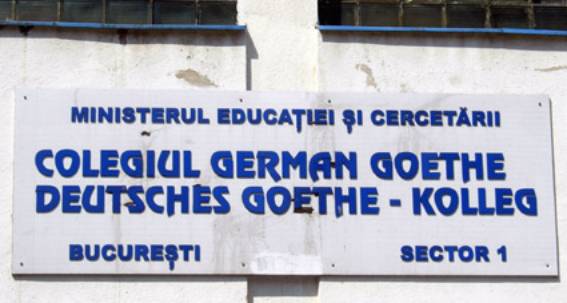 MINISTERUL EDUCAȚIEI ȘI CERCETĂRII
COLEGIUL GERMAN GOETHE
DEUTSCHES GOETHE - KOLLEG
BUCUREȘTI SECTOR 1